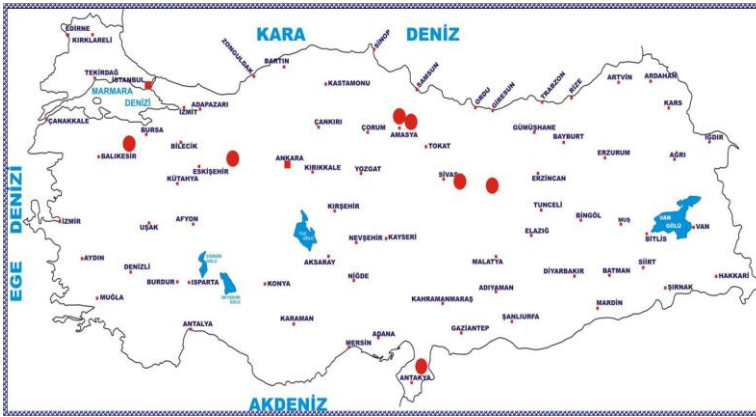 KARA DENİZ
EDİRNE
KIRKLARELİ
TEKİRDAĞ
İSTANBUL
MARMARA
DENİZİ
İZMİT
ADAPAZARI
ZONGULDAK
BARTIN
KASTAMONU
SİNOP
SAMSUN
ORDU
GİRESUN
TRABZON
RİZE
ARTVİN
ARDAHAN
KARS
IĞDIR
ÇANAKKALE
BURSA
BİLECİK
BALIKESİR
ESKİŞEHİR
KÜTAHYA
ANKARA
KIRIKKALE
ÇANKIRI
ÇORUM
AMASYA
TOKAT
YOZGAT
SİVAS
GÜMÜŞHANE
BAYBURT
ERZURUM
AĞRI
ERZİNCAN
TUNCELİ
EGE DENİZİ
İZMİR
UŞAK
AFYON
KIRŞEHİR
TUZ
GÖLÜ
NEVŞEHİR
KAYSERİ
AKSARAY
ELAZIĞ
BİNGÖL
MUŞ
VAN
GÖLÜ
VAN
BİTLİS
AYDIN
DENİZLİ
BURDUR
ISPARTA
EĞİRDİR
GÖLÜ
BEYŞEHİR
GÖLÜ
KONYA
NİĞDE
MALATYA
DİYARBAKIR
BATMAN
SİİRT
HAKKARİ
ŞIRNAK
MUĞLA
ANTALYA
KARAMAN
MERSİN
ADANA
KAHRAMANMARAŞ
ADIYAMAN
GAZİANTEP
ŞANLIURFA
MARDİN
ANTAKYA
AKDENİZ